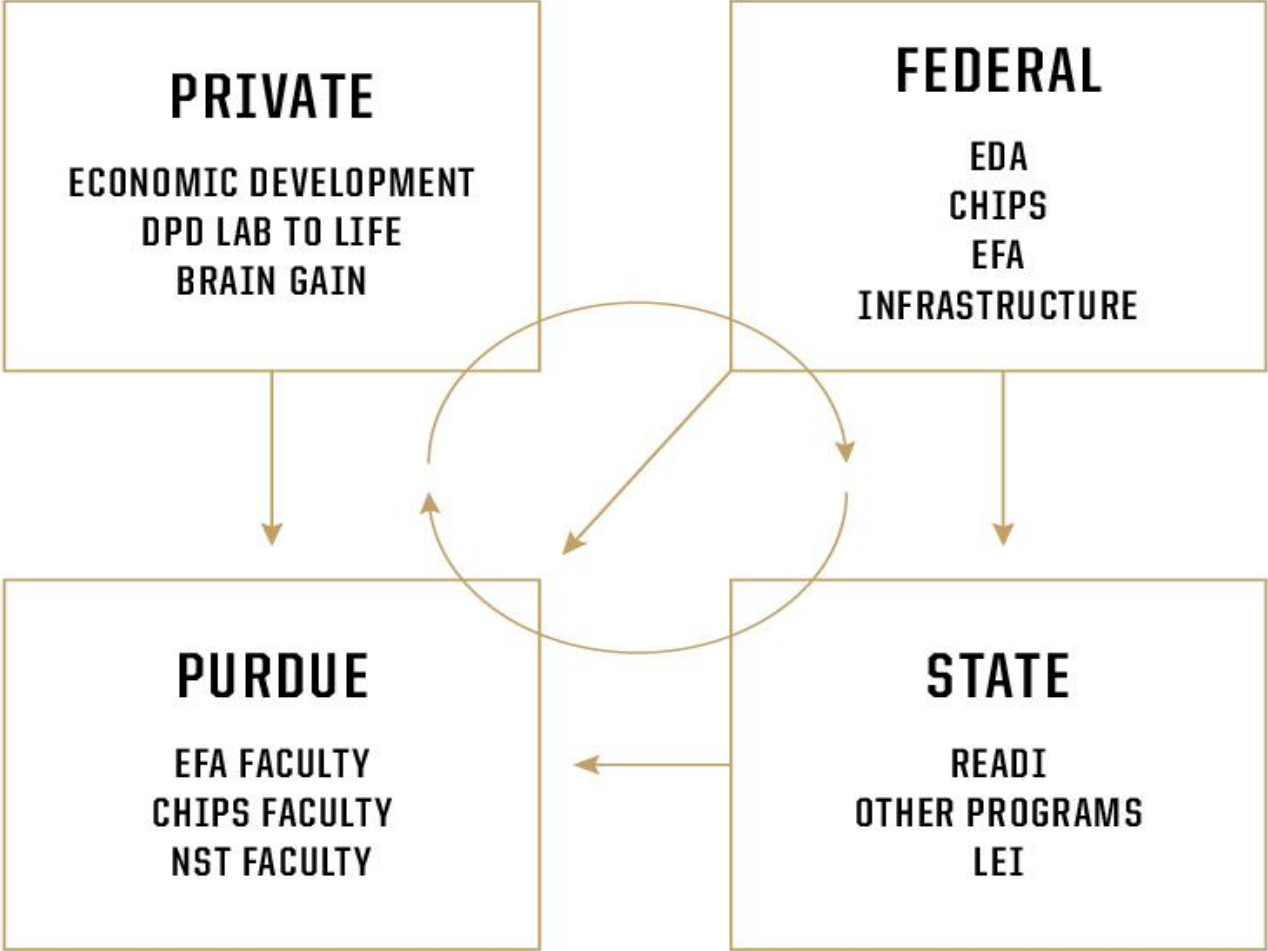 PRIVATE
ECONOMIC DEVELOPMENT
DPD LAB TO LIFE
BRAIN GAIN
FEDERAL
EDA
CHIPS
EFA
INFRASTRUCTURE
PURDUE
EFA FACULTY
CHIPS FACULTY
NST FACULTY
STATE
READI
OTHER PROGRAMS
LEI